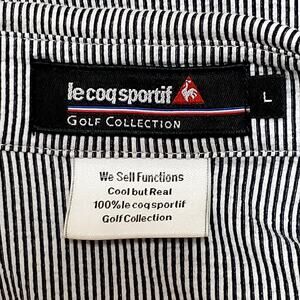 le coq sportif
GOLF COLLECTION
L
We Sell Functions
Cool but Real
100%le coq sportif
Golf Collection